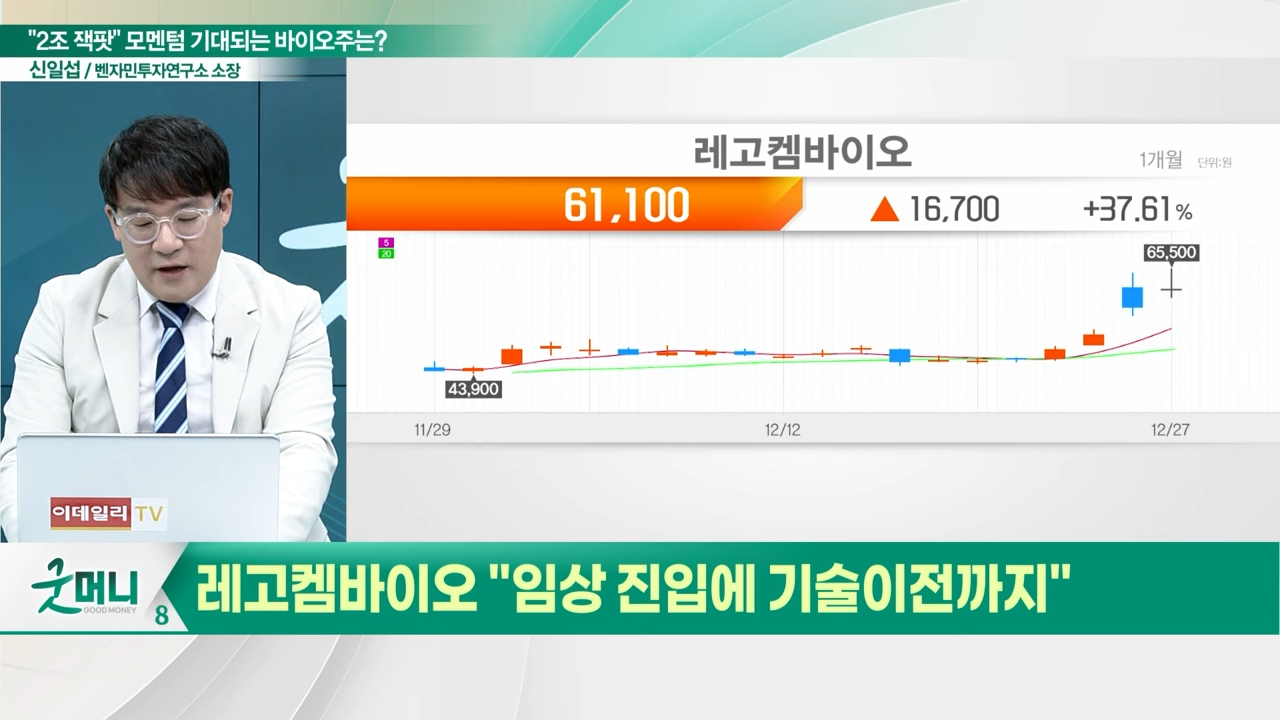 "2조 잭팟" 모멘텀 기대되는 바이오주는?
신일섭 / 벤자민투자연구소 소장
레고켐바이오
1개월 단위:원
61,100 ▲ 16,700 +37.61%
5
20
65,500
43,900
11/29 12/12 12/27
이데일리 TV
굿머니
GOOD MONEY
8
레고켐바이오 "임상 진입에 기술이전까지"